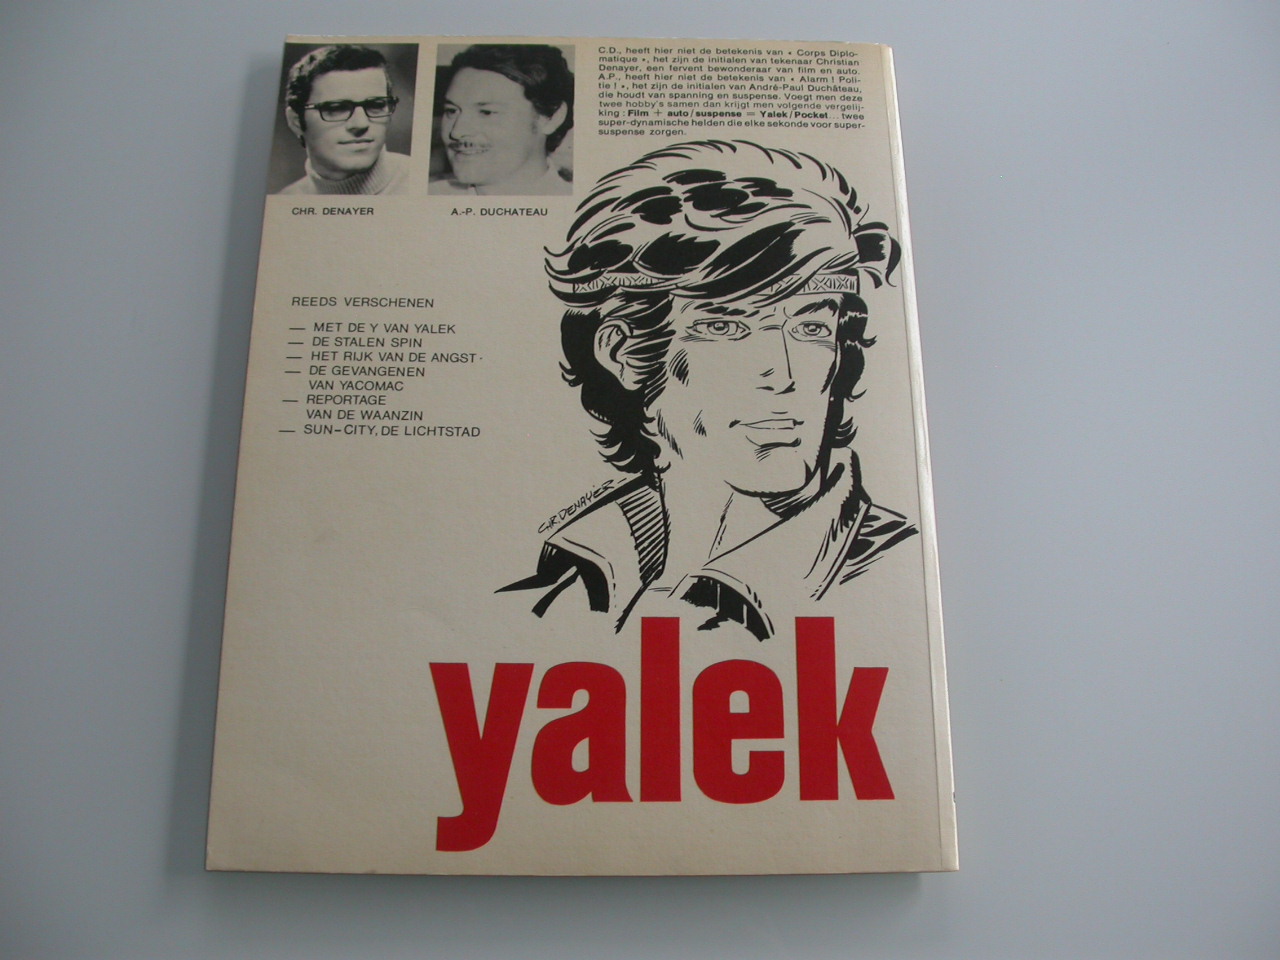 C.D., heeft hier niet de betekenis van « Corps Diplo-
matique », het zijn de initialen van tekenaar Christian
Denayer, een fervent bewonderaar van film en auto.
A.P., heeft hier niet de betekenis van « Alarm ! Poli-
tie ! », het zijn de initialen van André-Paul Duchâteau,
die houdt van spanning en suspense. Voegt men deze
twee hobby's samen dan krijgt men volgende vergelij-
king : Film + auto/suspense = Yalek/Pocket... twee
super-dynamische helden die elke sekonde voor super-
suspense zorgen.
CHR. DENAYER
A.-P. DUCHATEAU
REEDS VERSCHENEN
— MET DE Y VAN YALEK
— DE STALEN SPIN
— HET RIJK VAN DE ANGST
— DE GEVANGENEN
VAN YACOMAC
— REPORTAGE
VAN DE WAANZIN
— SUN-CITY, DE LICHTSTAD
CHR. DENAYER
yalek